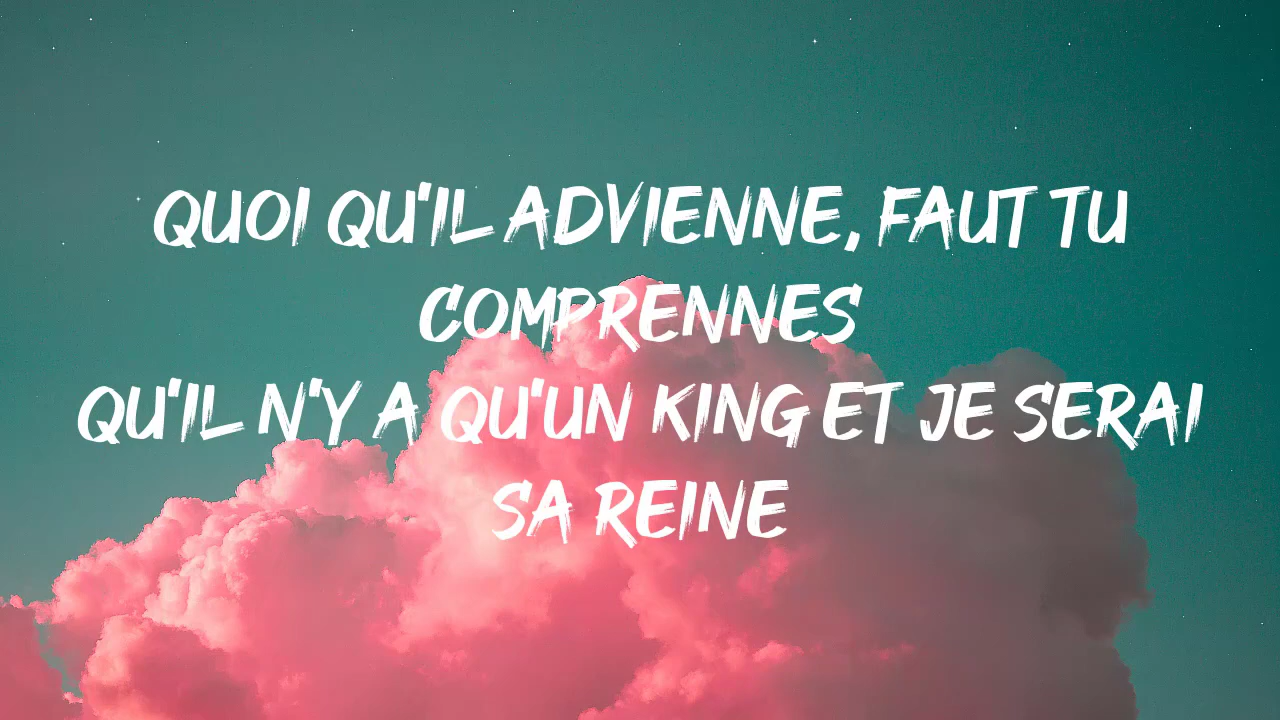 QUOI QU'IL ADVIENNE, FAUT TU
COMPRENNES
QU'IL N'Y A QU'UN KING ET JE SERAI
SA REINE